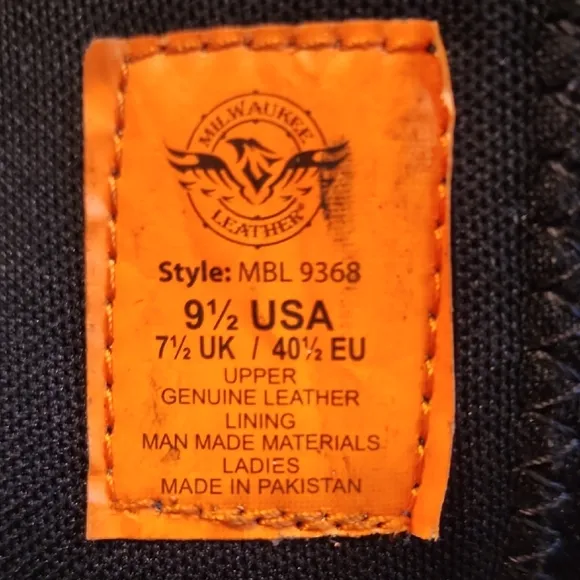 MILWAUKEE
LEATHER®
Style: MBL 9368
9½ USA
7½ UK / 40½ EU
UPPER
GENUINE LEATHER
LINING
MAN MADE MATERIALS
LADIES
MADE IN PAKISTAN